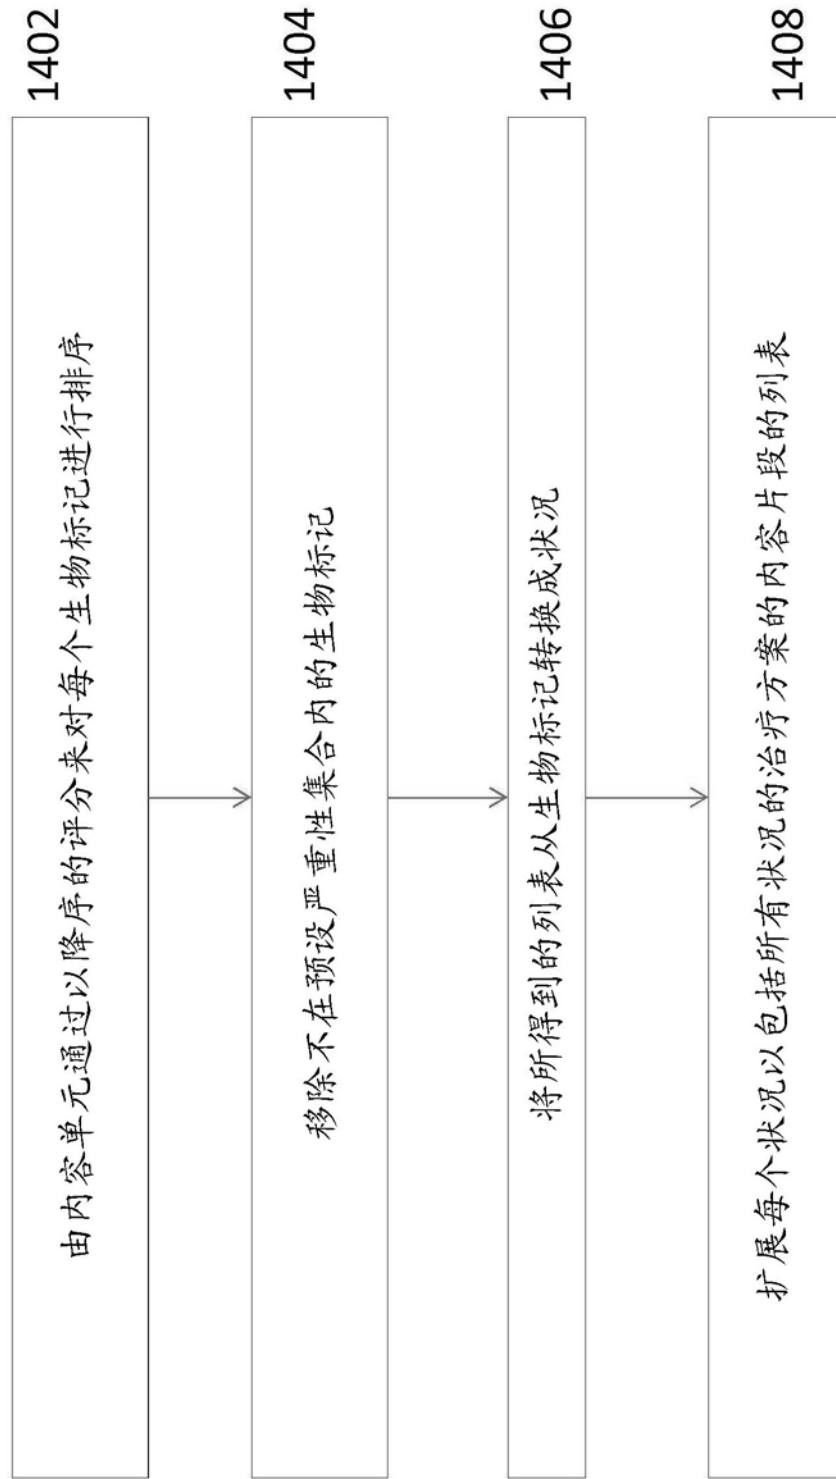 1402
由内容单元通过以降序的评分来对每个生物标记进行排序
1404
移除不在预设严重性集合内的生物标记
1406
将所得到的列表从生物标记转换成状况
1408
扩展每个状况以包括所有状况的治疗方案的内容片段的列表